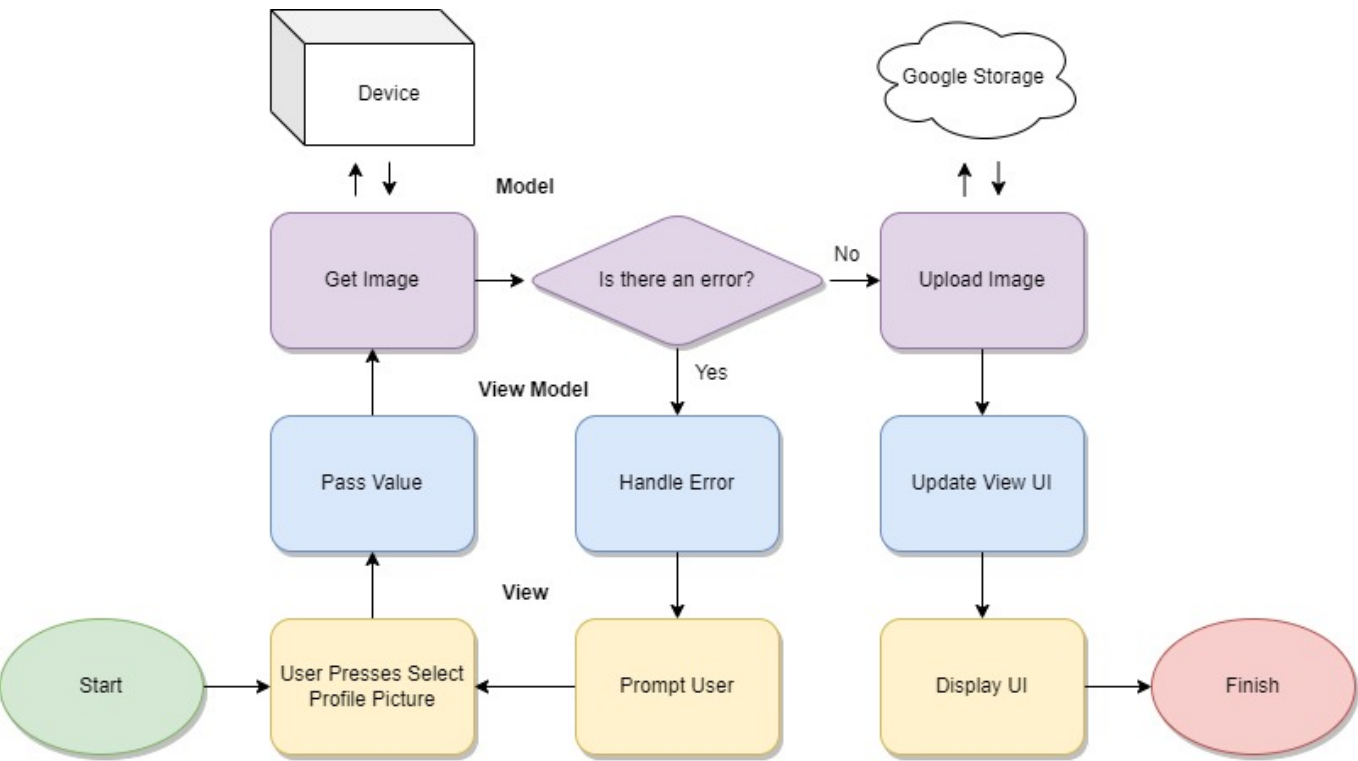 Device
Google Storage
Model
Get Image
Is there an error?
No
Upload Image
Yes
View Model
Pass Value
Handle Error
Update View UI
View
Start
User Presses Select
Profile Picture
Prompt User
Display UI
Finish